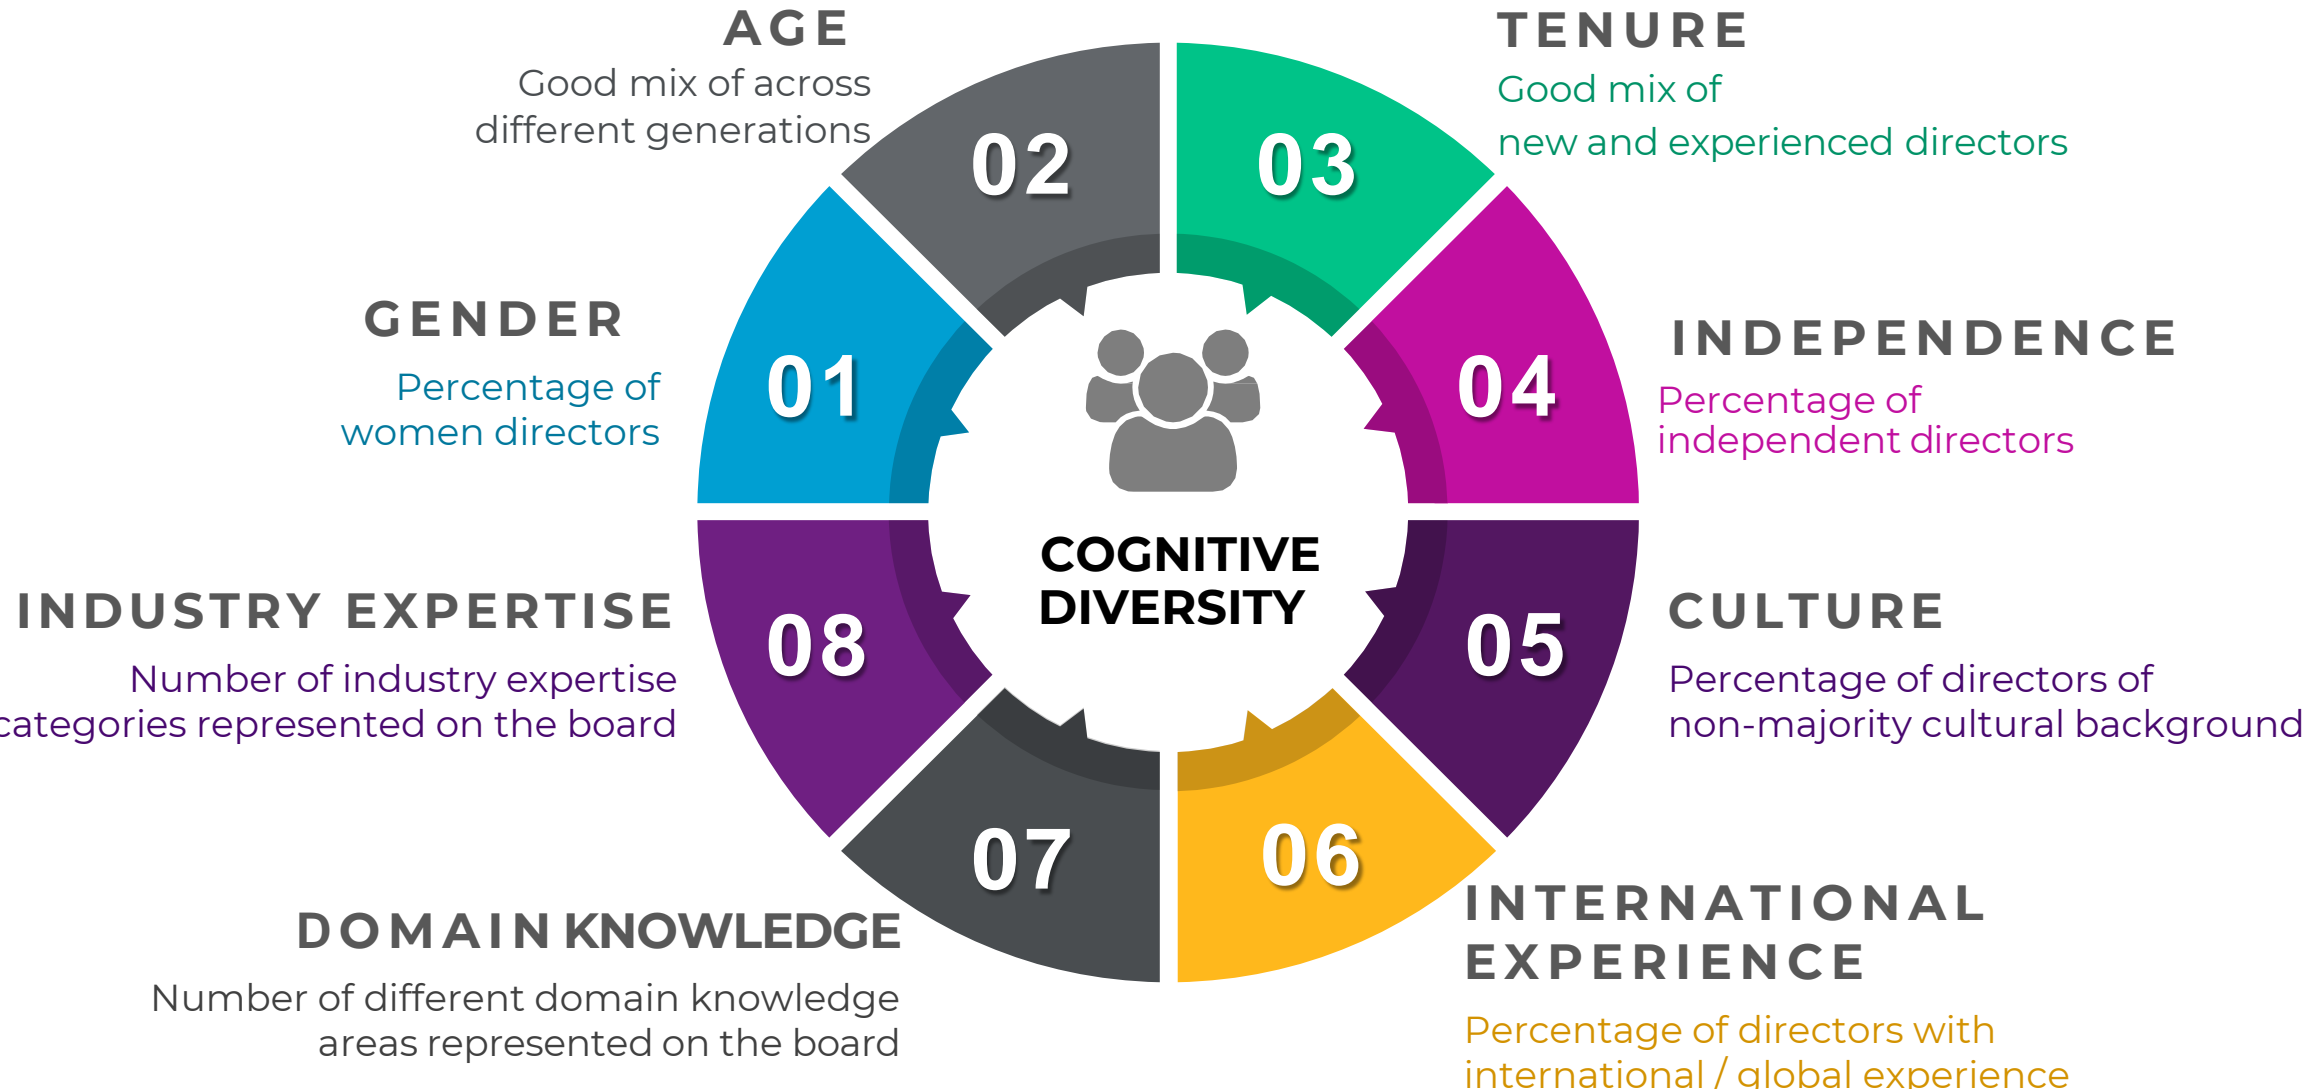 AGE
Good mix of across
different generations
02
TENURE
Good mix of
new and experienced directors
03
GENDER
Percentage of
women directors
01
INDEPENDENCE
Percentage of
independent directors
04
COGNITIVE
DIVERSITY
INDUSTRY EXPERTISE
Number of industry expertise
categories represented on the board
08
CULTURE
Percentage of directors of
non-majority cultural background
05
DOMAIN KNOWLEDGE
Number of different domain knowledge
areas represented on the board
07
INTERNATIONAL
EXPERIENCE
Percentage of directors with
international / global experience
06